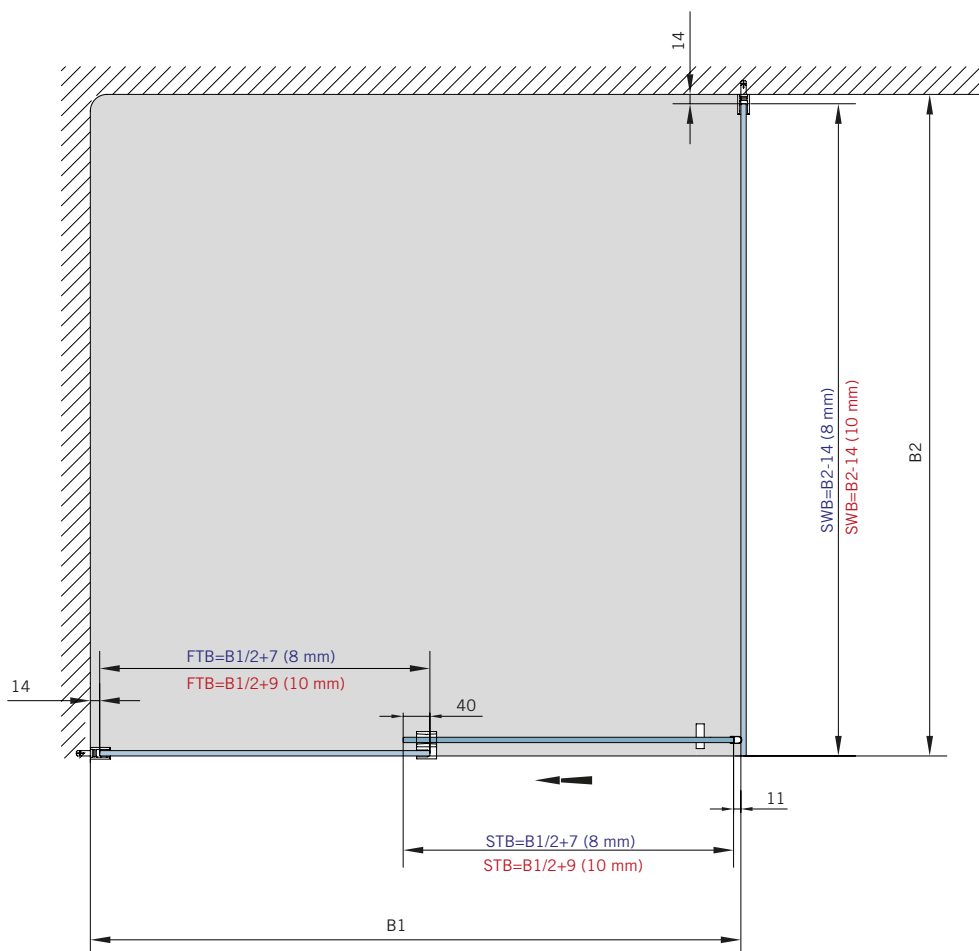 14
SWB=B2-14 (8 mm)
SWB=B2-14 (10 mm)
B2
FTB=B1/2+7 (8 mm)
FTB=B1/2+9 (10 mm)
14
40
11
STB=B1/2+7 (8 mm)
STB=B1/2+9 (10 mm)
B1